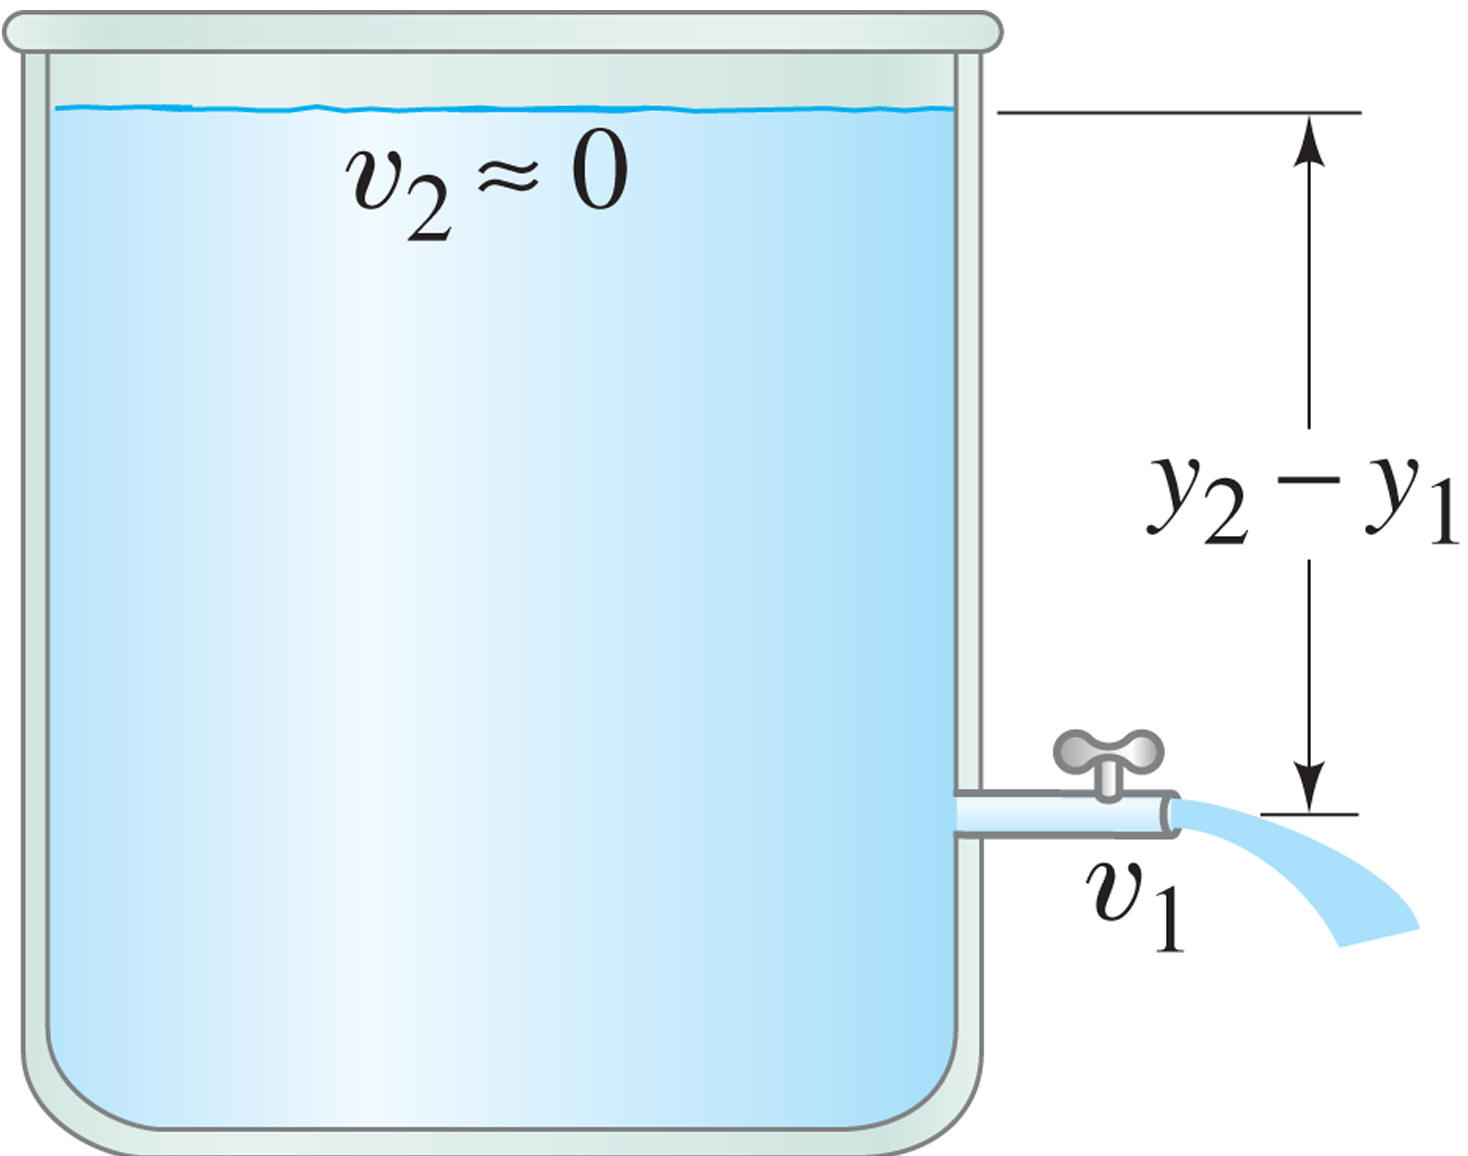 v₂ ≈ 0
y₂ − y₁
v₁